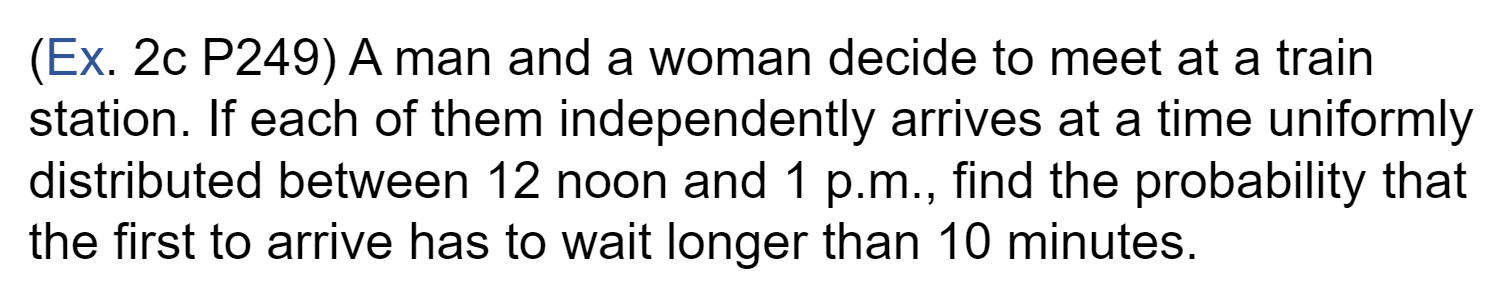 (Ex. 2c P249) A man and a woman decide to meet at a train
station. If each of them independently arrives at a time uniformly
distributed between 12 noon and 1 p.m., find the probability that
the first to arrive has to wait longer than 10 minutes.